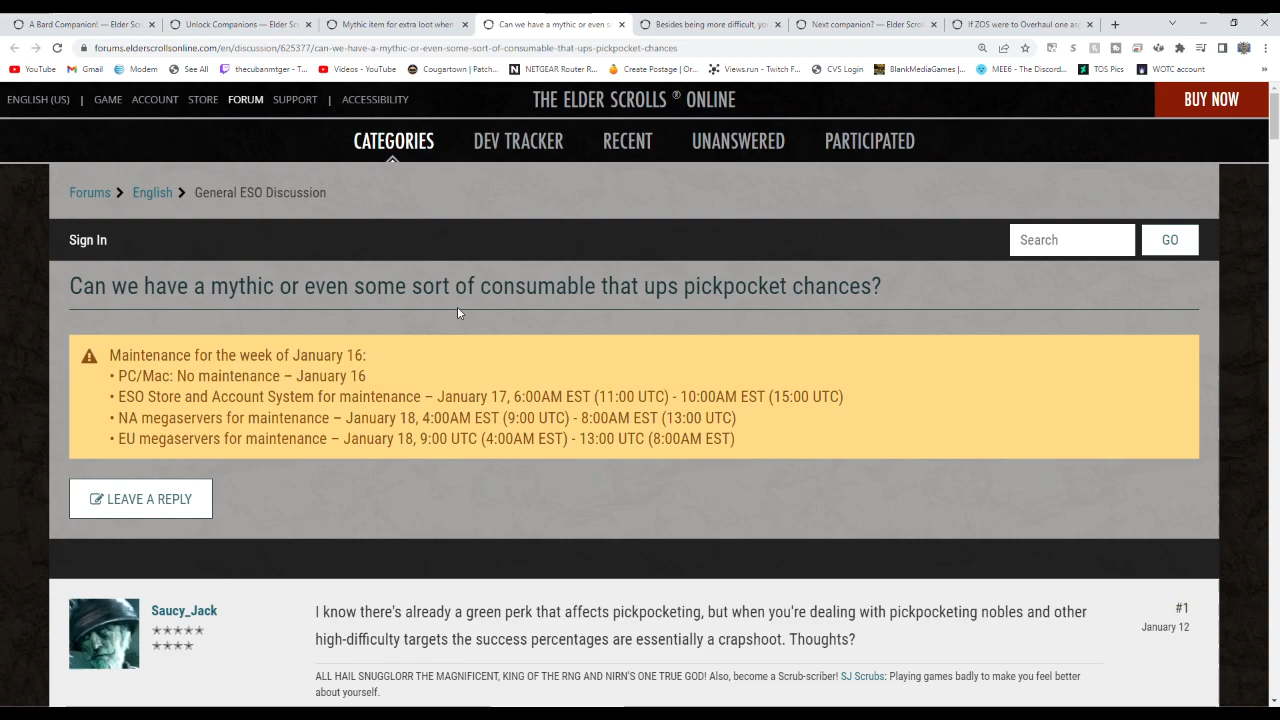 A Bard Companion! — Elder Scr
Unlock Companions — Elder Sc
Mythic item for extra loot when
Can we have a mythic or even s
Besides being more difficult, yo
Next companion? — Elder Scrol
If ZOS were to Overhaul one asp
forums.elderscrollsonline.com/en/discussion/625377/can-we-have-a-mythic-or-even-some-sort-of-consumable-that-ups-pickpocket-chances
YouTube Gmail Modem See All thecubanmtger - T... Videos - YouTube Cougartown | Patch... NETGEAR Router R... Create Postage | Or... Views.run - Twitch F... CVS Login BlankMediaGames |... MEE6 - The Discord... TOS Pics WOTC account »
ENGLISH (US) | GAME ACCOUNT STORE FORUM SUPPORT | ACCESSIBILITY
THE ELDER SCROLLS ® ONLINE
BUY NOW
CATEGORIES DEV TRACKER RECENT UNANSWERED PARTICIPATED
Forums English General ESO Discussion
Sign In
Search GO
Can we have a mythic or even some sort of consumable that ups pickpocket chances?
Maintenance for the week of January 16:
• PC/Mac: No maintenance – January 16
• ESO Store and Account System for maintenance – January 17, 6:00AM EST (11:00 UTC) - 10:00AM EST (15:00 UTC)
• NA megaservers for maintenance – January 18, 4:00AM EST (9:00 UTC) - 8:00AM EST (13:00 UTC)
• EU megaservers for maintenance – January 18, 9:00 UTC (4:00AM EST) - 13:00 UTC (8:00AM EST)
LEAVE A REPLY
Saucy_Jack
#1
January 12
I know there's already a green perk that affects pickpocketing, but when you're dealing with pickpocketing nobles and other
high-difficulty targets the success percentages are essentially a crapshoot. Thoughts?
ALL HAIL SNUGGLORR THE MAGNIFICENT, KING OF THE RNG AND NIRN'S ONE TRUE GOD! Also, become a Scrub-scriber! SJ Scrubs: Playing games badly to make you feel better
about yourself.